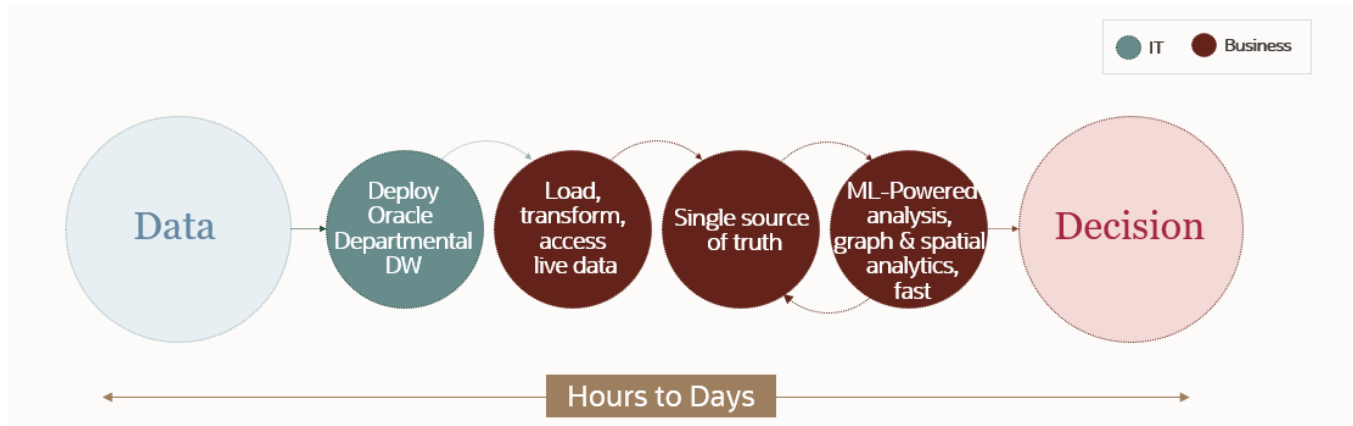 IT
Business
Data
Deploy
Oracle
Departmental
DW
Load,
transform,
access
live data
Single source
of truth
ML-Powered
analysis,
graph & spatial
analytics,
fast
Decision
Hours to Days